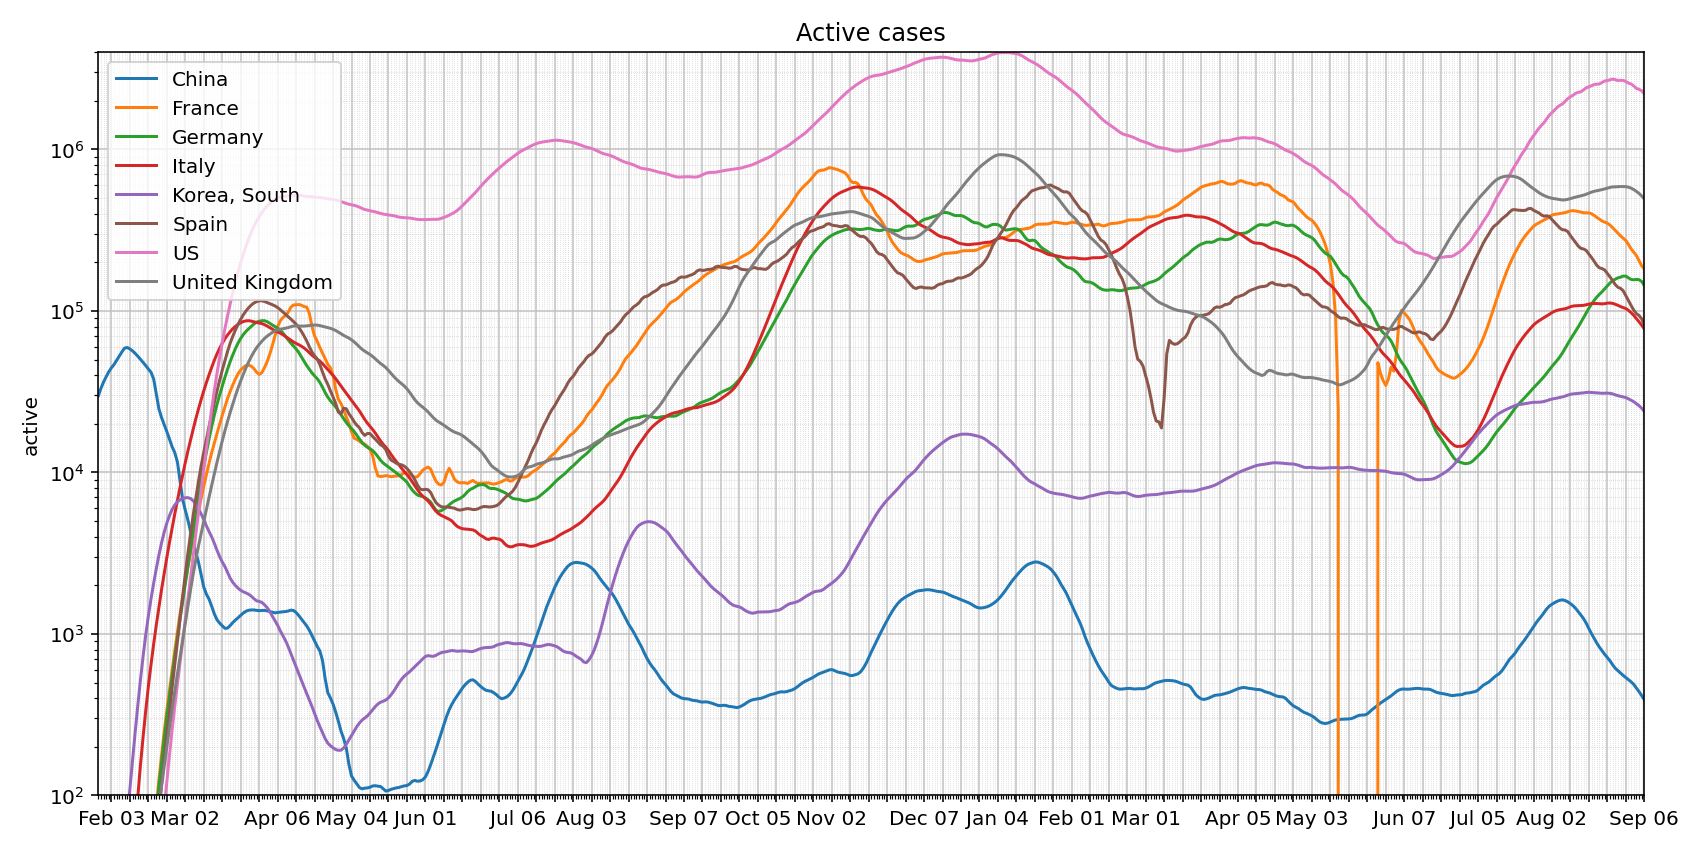 Active cases
China
France
Germany
Italy
Korea, South
Spain
US
United Kingdom
active
10^6
10^5
10^4
10^3
10^2
Feb 03 Mar 02 Apr 06 May 04 Jun 01 Jul 06 Aug 03 Sep 07 Oct 05 Nov 02 Dec 07 Jan 04 Feb 01 Mar 01 Apr 05 May 03 Jun 07 Jul 05 Aug 02 Sep 06